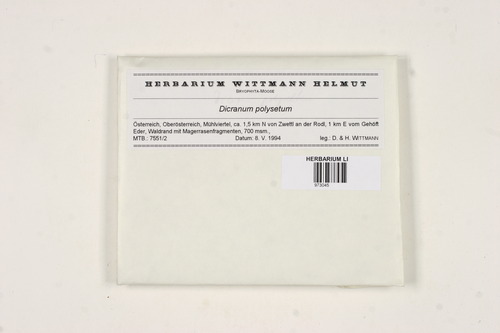 HERBARIUM WITTMANN HELMUT
BRYOPHYTA-MOOSE
Dicranum polysetum
Österreich, Oberösterreich, Mühlviertel, ca. 1,5 km N von Zwettl an der Rodl, 1 km E vom Gehöft
Eder, Waldrand mit Magerrasenfragmenten, 700 msm.,
MTB.: 7551/2 Datum: 8. V. 1994 leg.: D. & H. WITTMANN
HERBARIUM LI
973045